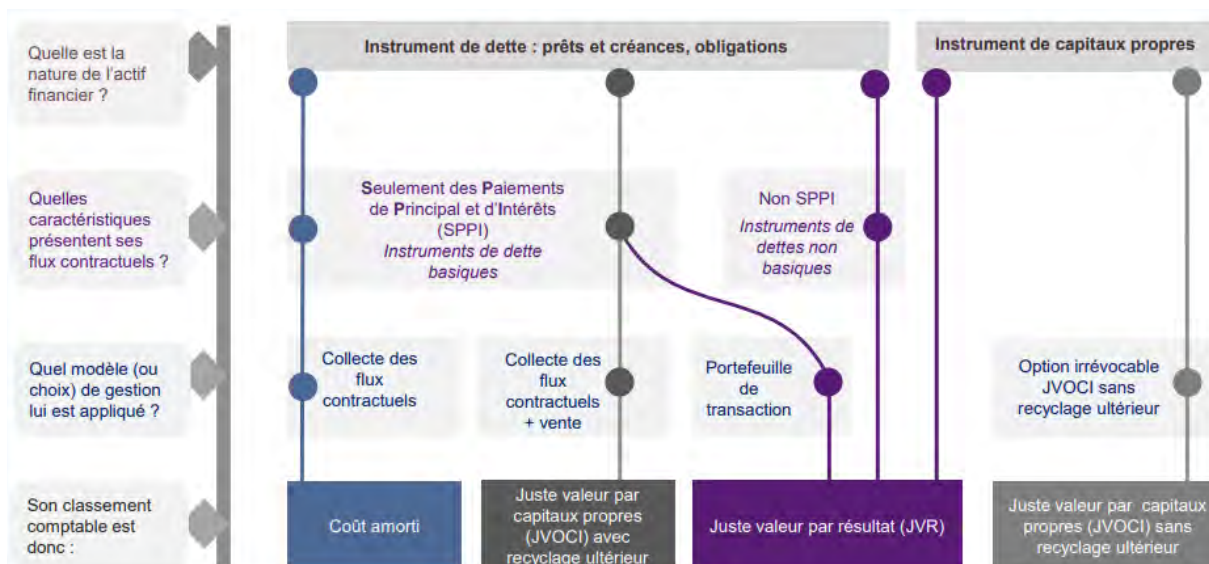 Quelle est la
nature de l'actif
financier ?
Instrument de dette : prêts et créances, obligations
Instrument de capitaux propres
Quelles
caractéristiques
présentent ses
flux contractuels ?
Seulement des Paiements
de Principal et d'Intérêts
(SPPI)
Instruments de dette
basiques
Non SPPI
Instruments de
dettes non
basiques
Quel modèle (ou
choix) de gestion
lui est appliqué ?
Collecte des
flux
contractuels
Collecte des
flux
contractuels
+ vente
Portefeuille
de
transaction
Option irrévocable
JVOCI sans
recyclage ultérieur
Son classement
comptable est
donc :
Coût amorti
Juste valeur par
capitaux propres
(JVOCI) avec
recyclage ultérieur
Juste valeur par résultat (JVR)
Juste valeur par capitaux
propres (JVOCI) sans
recyclage ultérieur